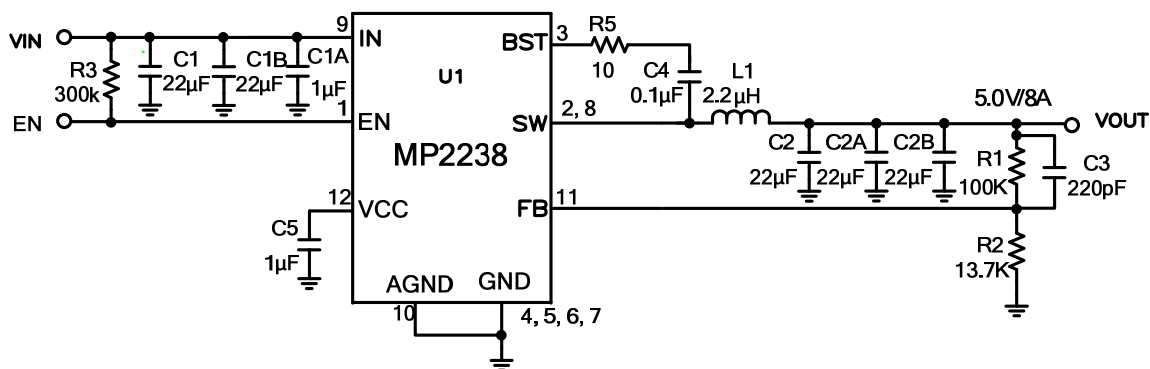 VIN
R3
300k
EN
C1
22µF
C1B
22µF
C1A
1µF
9
IN
1
EN
12
VCC
C5
1µF
U1
MP2238
BST
3
SW
2, 8
FB
11
AGND
10
GND
4, 5, 6, 7
R5
10
C4
0.1µF
L1
2.2µH
C2
22µF
C2A
22µF
C2B
22µF
5.0V/8A
VOUT
R1
100K
C3
220pF
R2
13.7K